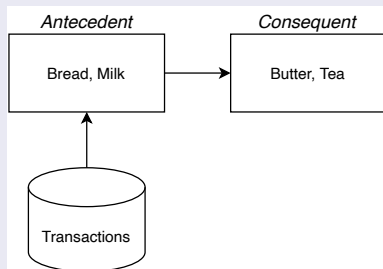 Antecedent
Consequent
Bread, Milk
Butter, Tea
Transactions